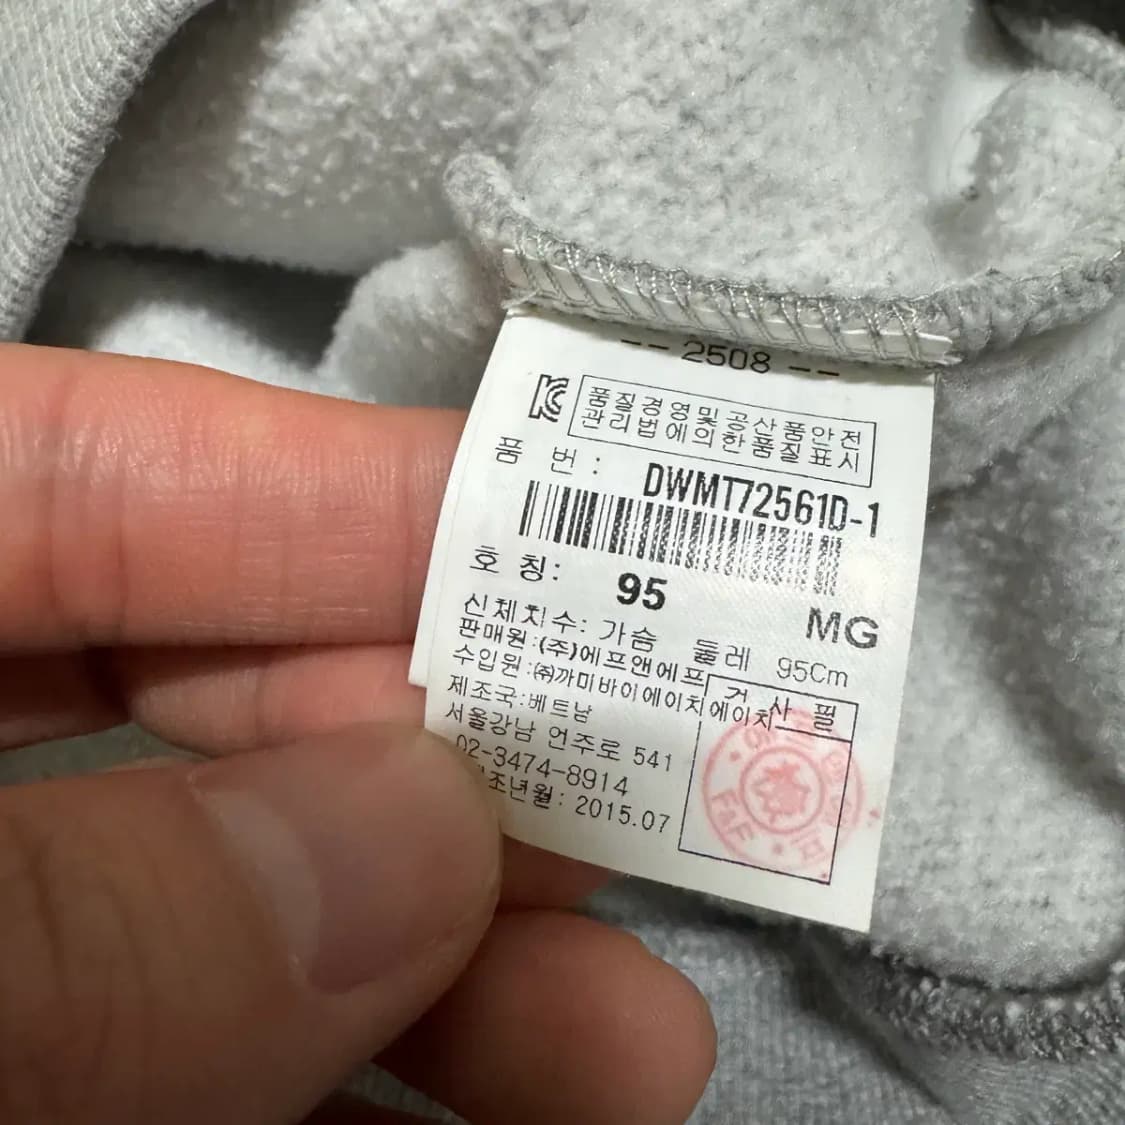 -- 2508 --
품질경영및공산품안전
관리법에의한품질표시
품 번 : DWMT72561D-1
호 칭: 95 MG
신체치수: 가슴 둘레 95Cm
판매원:(주)에프앤에프
수입원:㈜까미바이에이치에이치
검사필
제조국:베트남
서울강남 언주로 541
02-3474-8914
제조년월: 2015.07
F&F